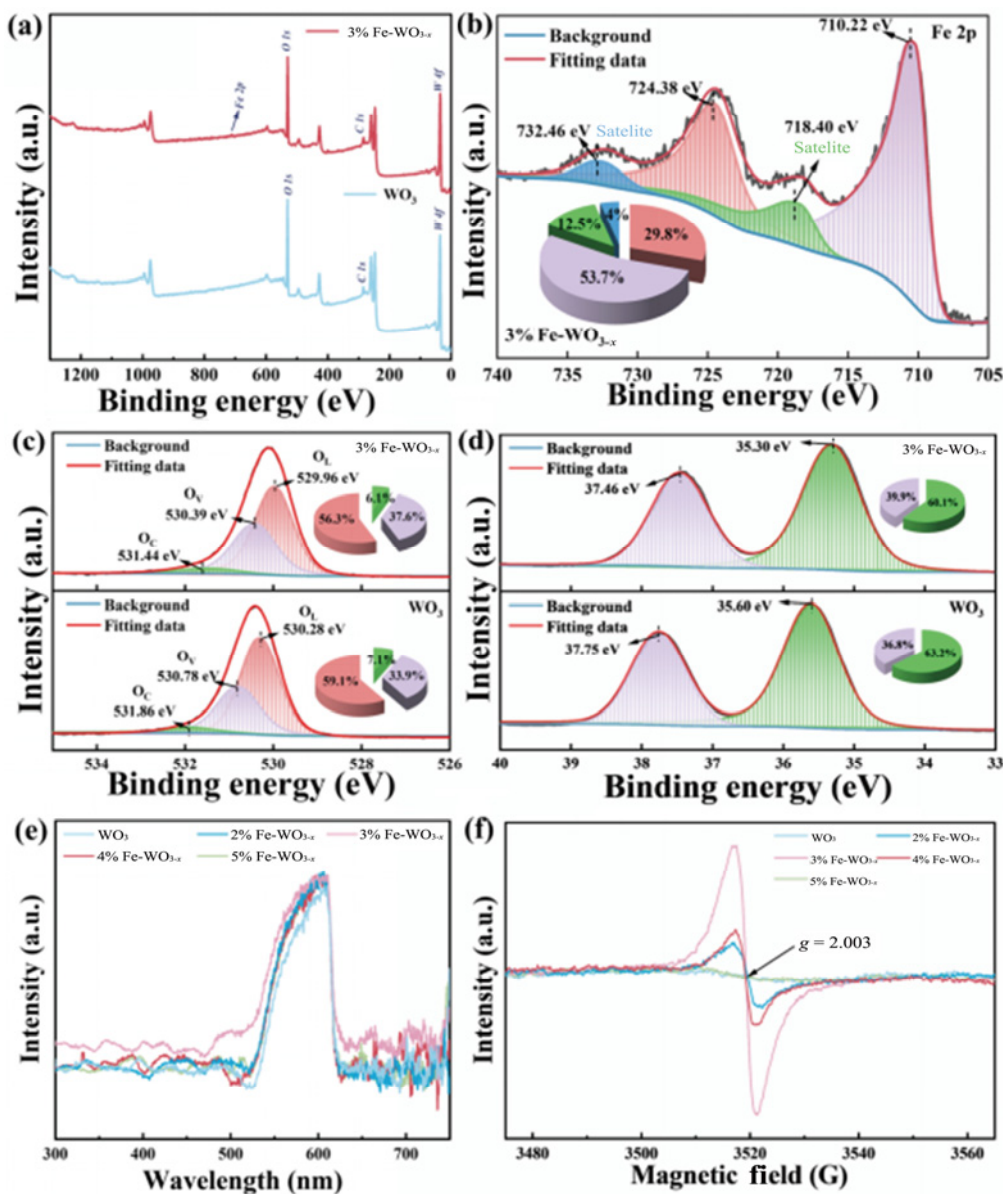 (a)
3% Fe-WO3-x
O 1s
Fe 2p
C 1s
W 4f
WO3
O 1s
C 1s
W 4f
Intensity (a.u.)
1200 1000 800 600 400 200 0
Binding energy (eV)
(b)
Background
Fitting data
710.22 eV
Fe 2p
724.38 eV
732.46 eV
Satelite
718.40 eV
Satelite
12.5%
4%
29.8%
53.7%
3% Fe-WO3-x
Intensity (a.u.)
740 735 730 725 720 715 710 705
Binding energy (eV)
(c)
Background
Fitting data
3% Fe-WO3-x
OL
529.96 eV
OV
530.39 eV
OC
531.44 eV
6.1%
56.3%
37.6%
Background
Fitting data
WO3
OL
530.28 eV
OV
530.78 eV
OC
531.86 eV
7.1%
59.1%
33.9%
Intensity (a.u.)
534 532 530 528 526
Binding energy (eV)
(d)
Background
Fitting data
35.30 eV
3% Fe-WO3-x
37.46 eV
39.9%
60.1%
Background
Fitting data
35.60 eV
WO3
37.75 eV
36.8%
63.2%
Intensity (a.u.)
40 39 38 37 36 35 34 33
Binding energy (eV)
(e)
WO3 2% Fe-WO3-x 3% Fe-WO3-x
4% Fe-WO3-x 5% Fe-WO3-x
Intensity (a.u.)
300 400 500 600 700
Wavelength (nm)
(f)
WO3 2% Fe-WO3-x
3% Fe-WO3-x 4% Fe-WO3-x
5% Fe-WO3-x
g = 2.003
Intensity (a.u.)
3480 3500 3520 3540 3560
Magnetic field (G)